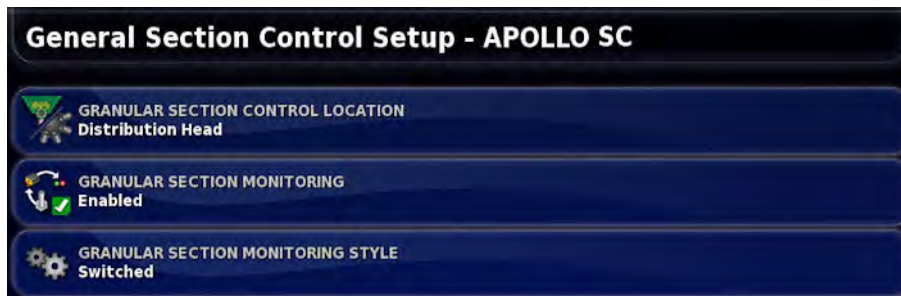 General Section Control Setup - APOLLO SC
GRANULAR SECTION CONTROL LOCATION
Distribution Head
GRANULAR SECTION MONITORING
Enabled
GRANULAR SECTION MONITORING STYLE
Switched